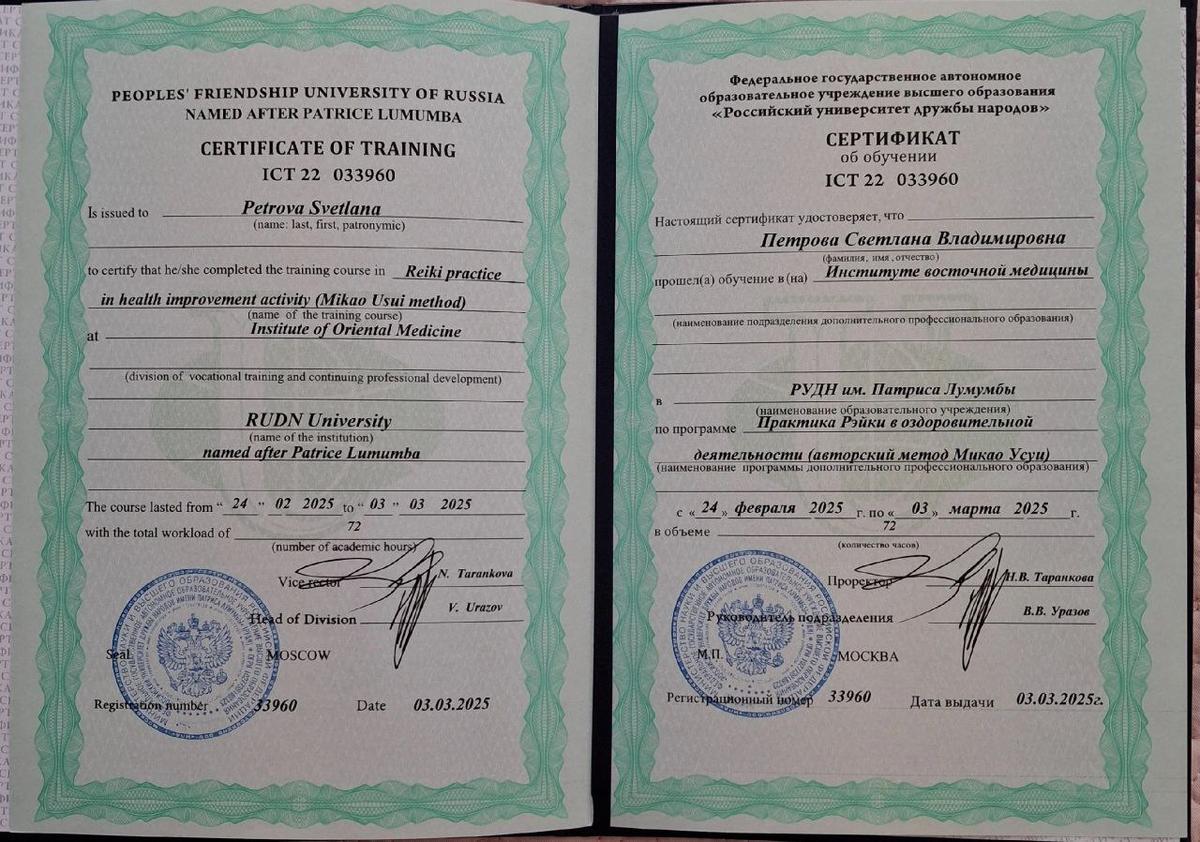 PEOPLES' FRIENDSHIP UNIVERSITY OF RUSSIA
NAMED AFTER PATRICE LUMUMBA
CERTIFICATE OF TRAINING
ICT 22 033960
Is issued to Petrova Svetlana
(name: last, first, patronymic)
to certify that he/she completed the training course in Reiki practice
in health improvement activity (Mikao Usui method)
(name of the training course)
at Institute of Oriental Medicine
(division of vocational training and continuing professional development)
RUDN University
(name of the institution)
named after Patrice Lumumba
The course lasted from “ 24 ” 02 2025 to “ 03 ” 03 2025
with the total workload of 72
(number of academic hours)
Vice rector N. Tarankova
Head of Division V. Urazov
Seal MOSCOW
Registration number 33960 Date 03.03.2025
Федеральное государственное автономное
образовательное учреждение высшего образования
«Российский университет дружбы народов»
СЕРТИФИКАТ
об обучении
ICT 22 033960
Настоящий сертификат удостоверяет, что
Петрова Светлана Владимировна
(фамилия, имя, отчество)
прошел(а) обучение в(на) Институте восточной медицины
(наименование подразделения дополнительного профессионального образования)
в РУДН им. Патриса Лумумбы
(наименование образовательного учреждения)
по программе Практика Рэйки в оздоровительной
деятельности (авторский метод Микао Усуи)
(наименование программы дополнительного профессионального образования)
с « 24 » февраля 2025 г. по « 03 » марта 2025 г.
в объеме 72
(количество часов)
Проректор Н.В. Таранкова
Руководитель подразделения В.В. Уразов
М.П. МОСКВА
Регистрационный номер 33960 Дата выдачи 03.03.2025г.